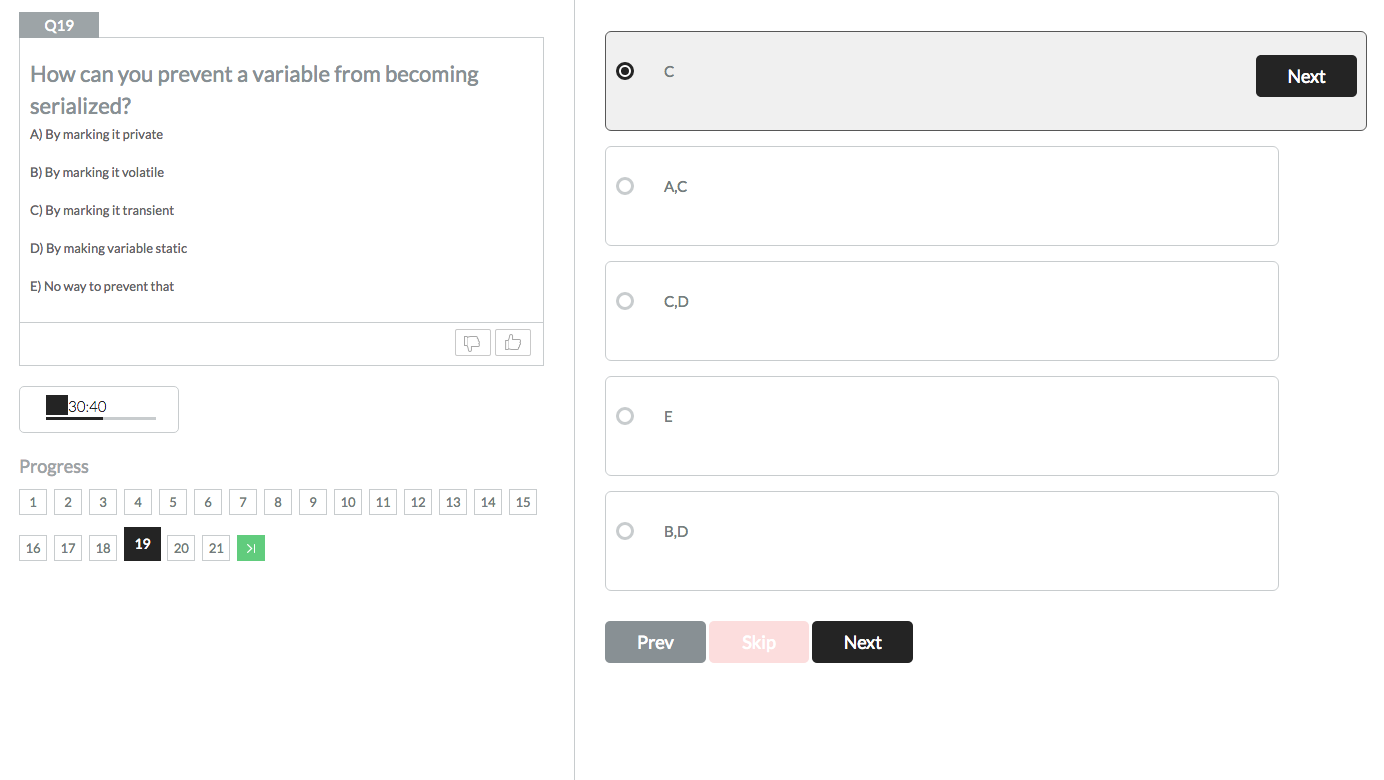 Q19
How can you prevent a variable from becoming
serialized?
A) By marking it private
B) By marking it volatile
C) By marking it transient
D) By making variable static
E) No way to prevent that
30:40
Progress
1 2 3 4 5 6 7 8 9 10 11 12 13 14 15
16 17 18 19 20 21
C
Next
A,C
C,D
E
B,D
Prev Skip Next